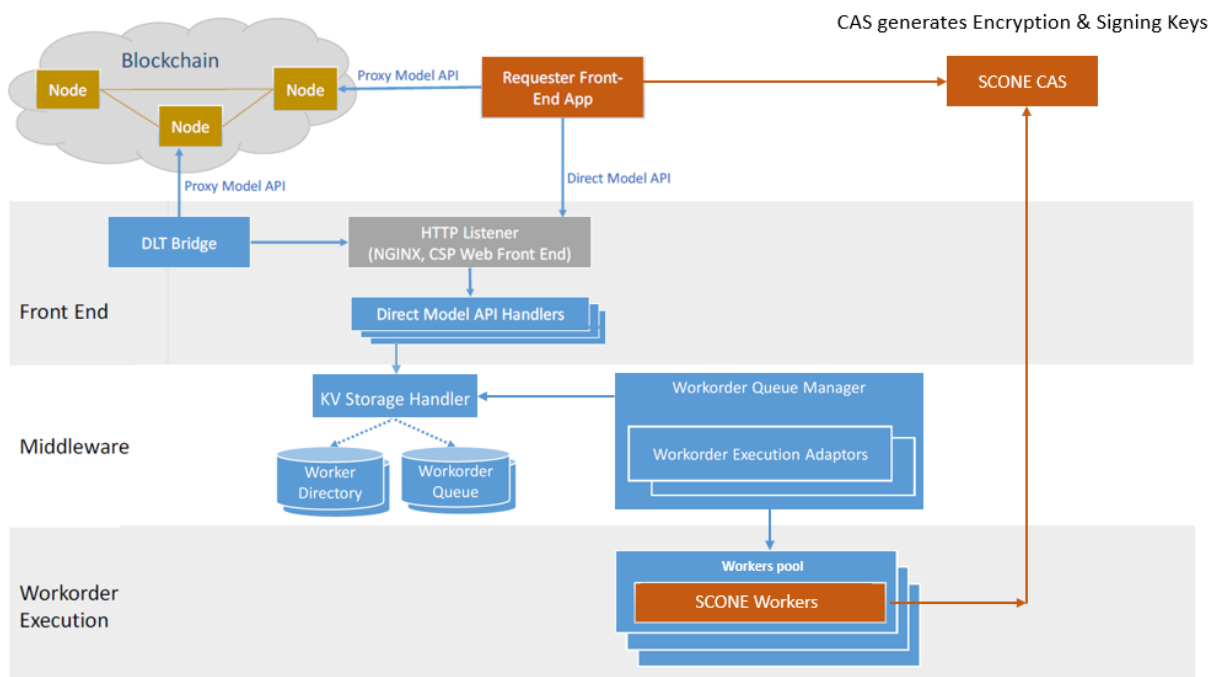 CAS generates Encryption & Signing Keys
Blockchain
Node
Node
Node
Proxy Model API
Requester Front-
End App
SCONE CAS
Proxy Model API
Direct Model API
DLT Bridge
HTTP Listener
(NGINX, CSP Web Front End)
Front End
Direct Model API Handlers
KV Storage Handler
Workorder Queue Manager
Middleware
Workorder Execution Adaptors
Worker
Directory
Workorder
Queue
Workorder
Execution
Workers pool
SCONE Workers